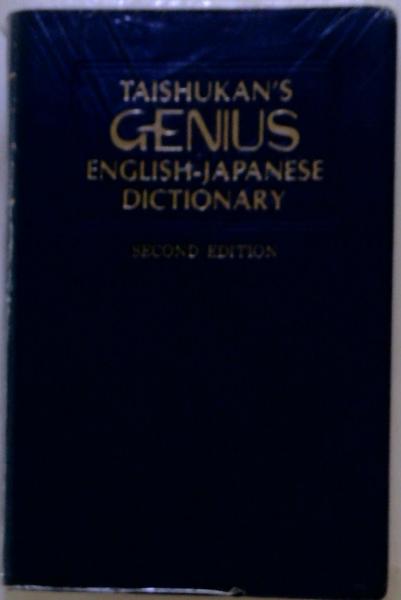 TAISHUKAN'S
GENIUS
ENGLISH-JAPANESE
DICTIONARY
SECOND EDITION